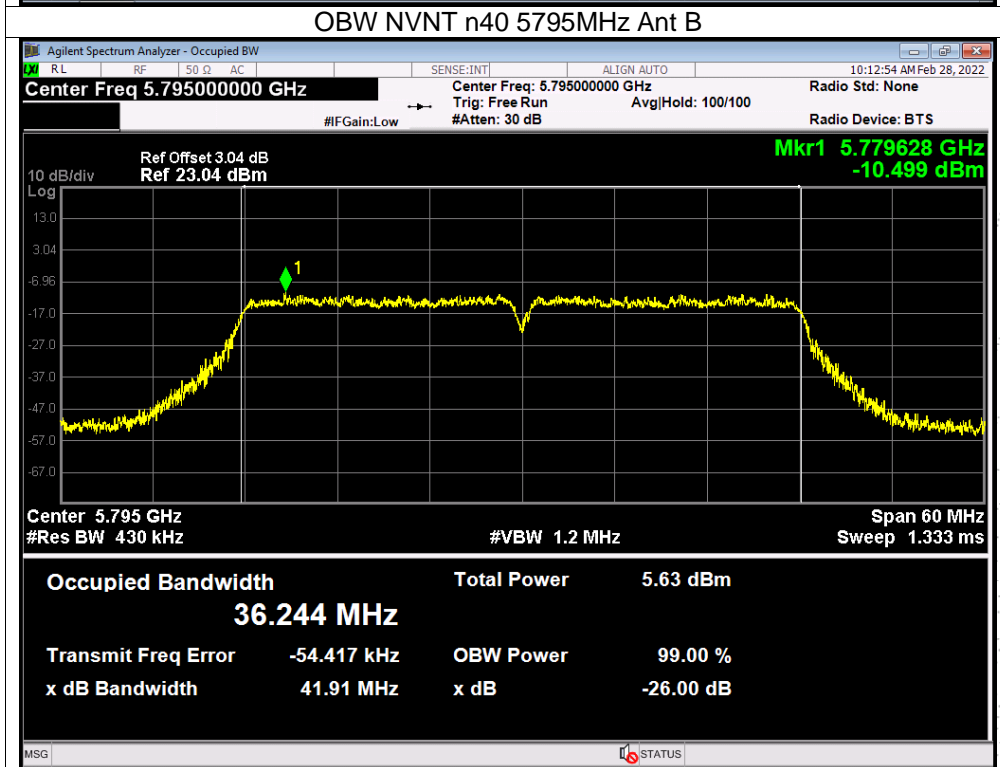 OBW NVNT n40 5795MHz Ant B
Agilent Spectrum Analyzer - Occupied BW
LXI RL RF 50 Ω AC SENSE:INT ALIGN AUTO 10:12:54 AM Feb 28, 2022
Center Freq 5.795000000 GHz Center Freq: 5.795000000 GHz Radio Std: None
Trig: Free Run Avg|Hold: 100/100
#IFGain:Low #Atten: 30 dB Radio Device: BTS
Mkr1 5.779628 GHz
-10.499 dBm
Ref Offset 3.04 dB
10 dB/div Ref 23.04 dBm
Log
13.0
3.04
1
-6.96
-17.0
-27.0
-37.0
-47.0
-57.0
-67.0
Center 5.795 GHz Span 60 MHz
#Res BW 430 kHz #VBW 1.2 MHz Sweep 1.333 ms
Occupied Bandwidth Total Power 5.63 dBm
36.244 MHz
Transmit Freq Error -54.417 kHz OBW Power 99.00 %
x dB Bandwidth 41.91 MHz x dB -26.00 dB
MSG STATUS